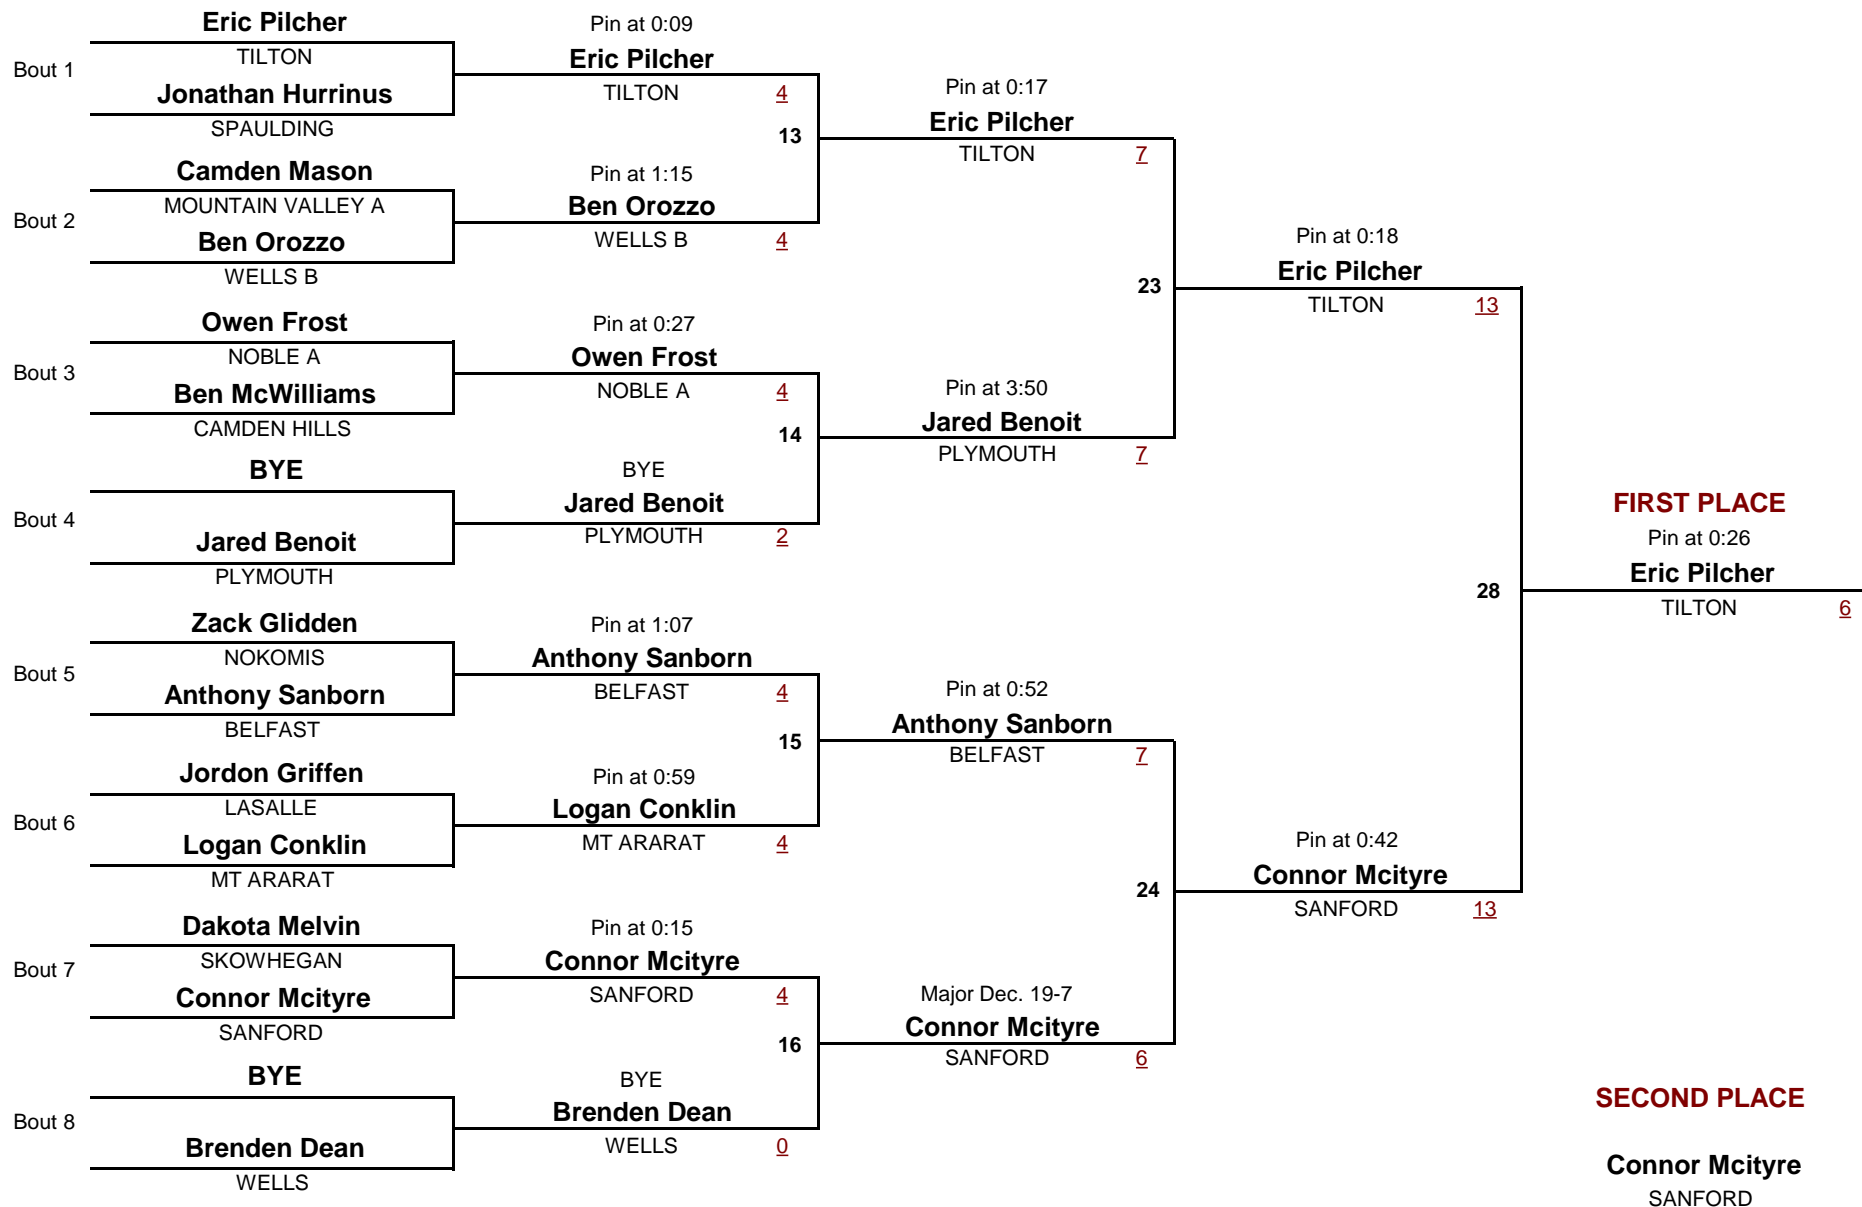 Eric Pilcher
TILTON
Bout 1
Jonathan Hurrinus
SPAULDING
Camden Mason
MOUNTAIN VALLEY A
Bout 2
Ben Orozzo
WELLS B
Owen Frost
NOBLE A
Bout 3
Ben McWilliams
CAMDEN HILLS
BYE
Bout 4
Jared Benoit
PLYMOUTH
Zack Glidden
NOKOMIS
Bout 5
Anthony Sanborn
BELFAST
Jordon Griffen
LASALLE
Bout 6
Logan Conklin
MT ARARAT
Dakota Melvin
SKOWHEGAN
Bout 7
Connor Mcityre
SANFORD
BYE
Bout 8
Brenden Dean
WELLS
Pin at 0:09
Eric Pilcher
TILTON 4
13
Pin at 1:15
Ben Orozzo
WELLS B 4
Pin at 0:27
Owen Frost
NOBLE A 4
14
BYE
Jared Benoit
PLYMOUTH 2
Pin at 1:07
Anthony Sanborn
BELFAST 4
15
Pin at 0:59
Logan Conklin
MT ARARAT 4
Pin at 0:15
Connor Mcityre
SANFORD 4
16
BYE
Brenden Dean
WELLS 0
Pin at 0:17
Eric Pilcher
TILTON 7
23
Pin at 3:50
Jared Benoit
PLYMOUTH 7
Pin at 0:52
Anthony Sanborn
BELFAST 7
24
Major Dec. 19-7
Connor Mcityre
SANFORD 6
Pin at 0:18
Eric Pilcher
TILTON 13
28
Pin at 0:42
Connor Mcityre
SANFORD 13
FIRST PLACE
Pin at 0:26
Eric Pilcher
TILTON 6
SECOND PLACE
Connor Mcityre
SANFORD